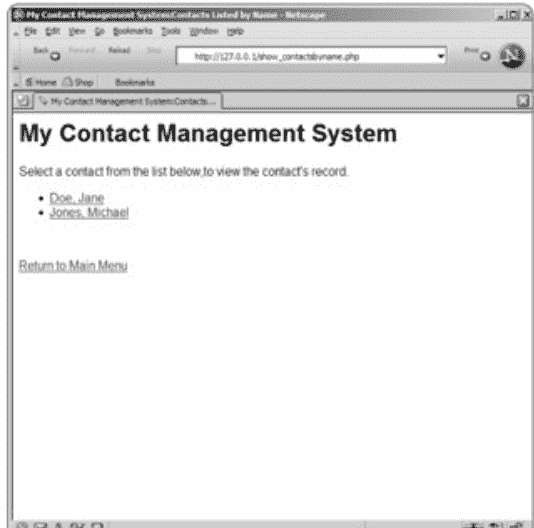 My Contact Management System:Contacts Listed by Name - Netscape
File Edit View Go Bookmarks Tools Window Help
Back Forward Reload Stop http://127.0.0.1/show_contactsbyname.php Print
Home Shop Bookmarks
My Contact Management System:Contacts...
My Contact Management System
Select a contact from the list below,to view the contact's record.
• Doe, Jane
• Jones, Michael
Return to Main Menu